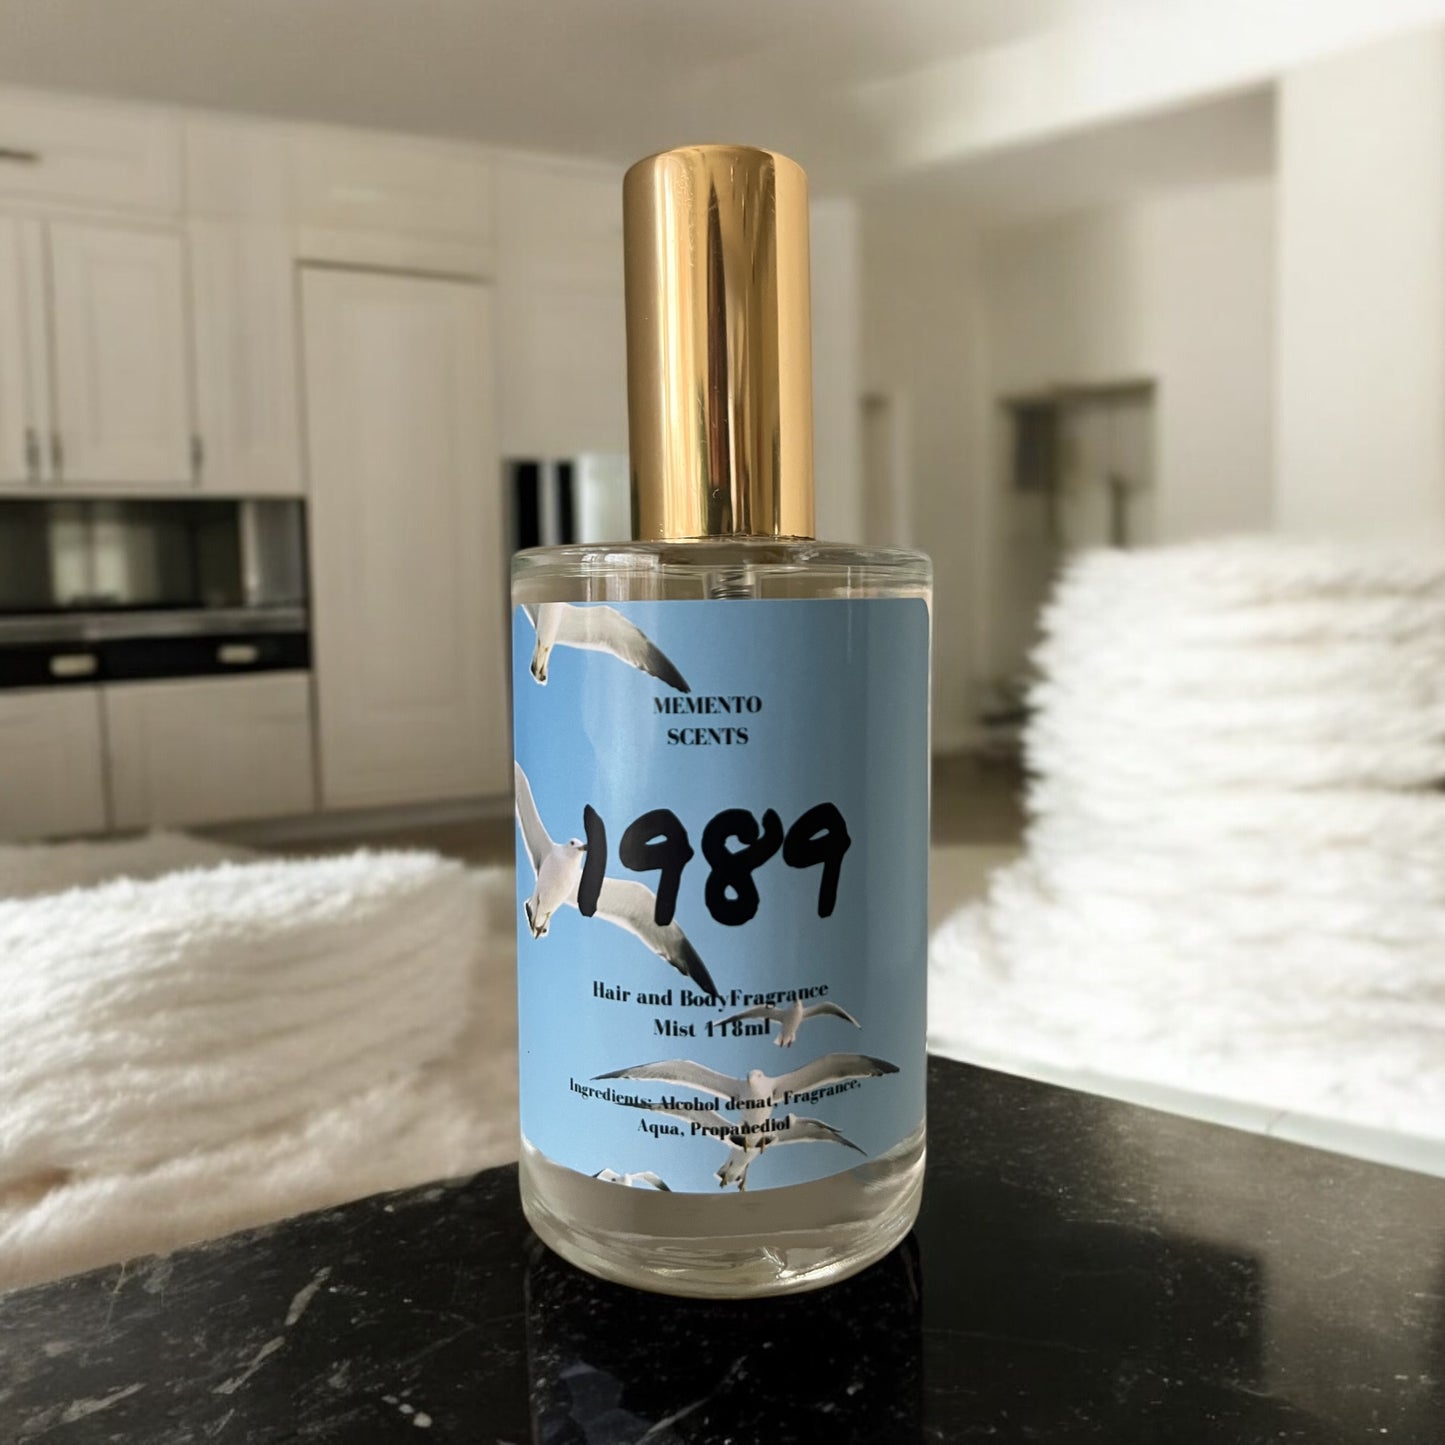 MEMENTO
SCENTS
1989
Hair and BodyFragrance
Mist 118ml
Ingredients: Alcohol denat, Fragrance,
Aqua, Propanediol